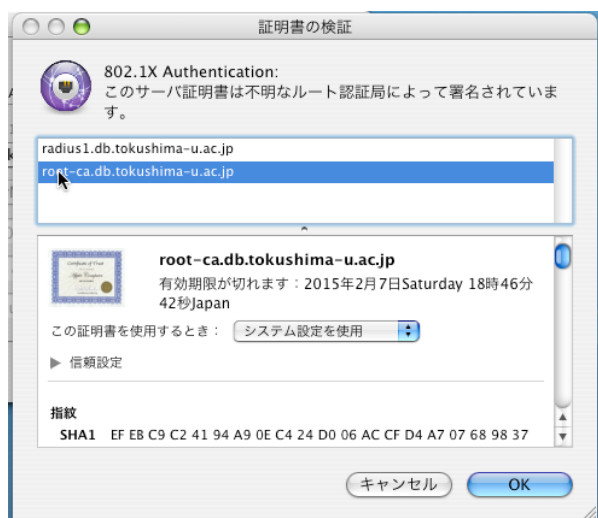 証明書の検証
802.1X Authentication:
このサーバ証明書は不明なルート認証局によって署名されていま
す。
radius1.db.tokushima-u.ac.jp
root-ca.db.tokushima-u.ac.jp
root-ca.db.tokushima-u.ac.jp
有効期限が切れます：2015年2月7日Saturday 18時46分
42秒Japan
この証明書を使用するとき： システム設定を使用
信頼設定
指紋
SHA1 EF EB C9 C2 41 94 A9 0E C4 24 D0 06 AC CF D4 A7 07 68 98 37
キャンセル OK